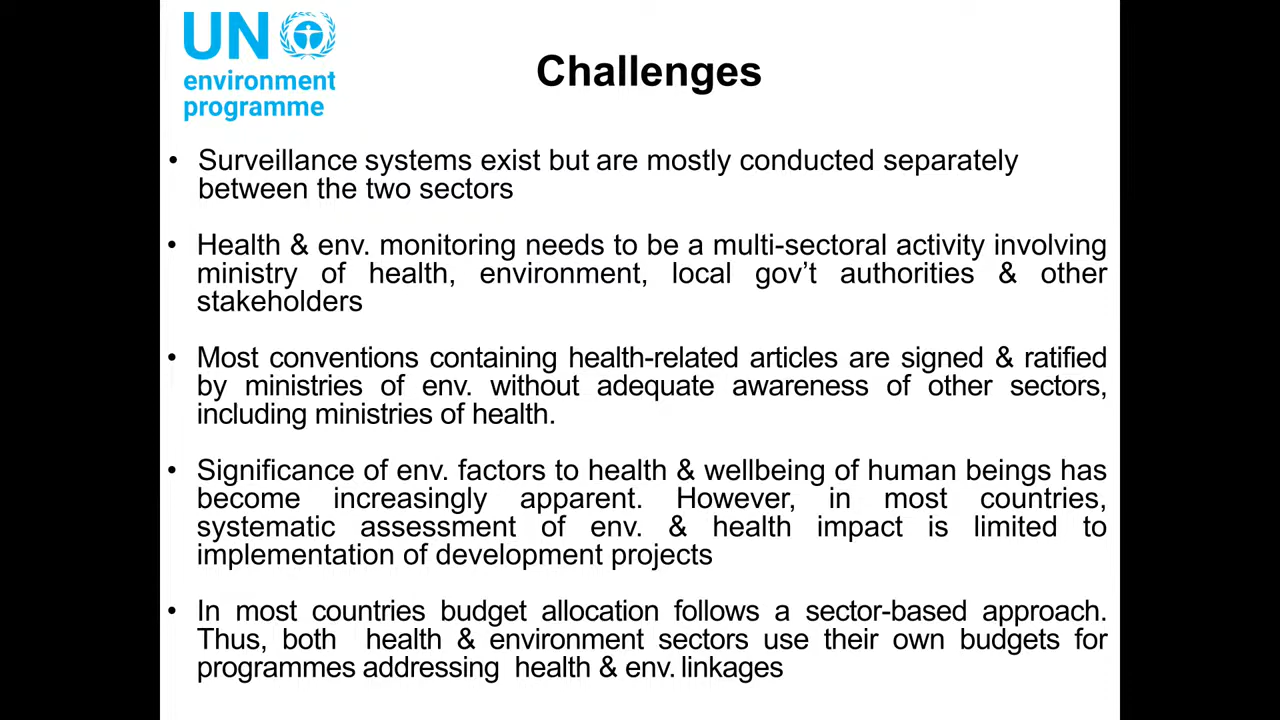 UN
environment
programme
Challenges
• Surveillance systems exist but are mostly conducted separately
between the two sectors
• Health & env. monitoring needs to be a multi-sectoral activity involving
ministry of health, environment, local gov’t authorities & other
stakeholders
• Most conventions containing health-related articles are signed & ratified
by ministries of env. without adequate awareness of other sectors,
including ministries of health.
• Significance of env. factors to health & wellbeing of human beings has
become increasingly apparent. However, in most countries,
systematic assessment of env. & health impact is limited to
implementation of development projects
• In most countries budget allocation follows a sector-based approach.
Thus, both health & environment sectors use their own budgets for
programmes addressing health & env. linkages